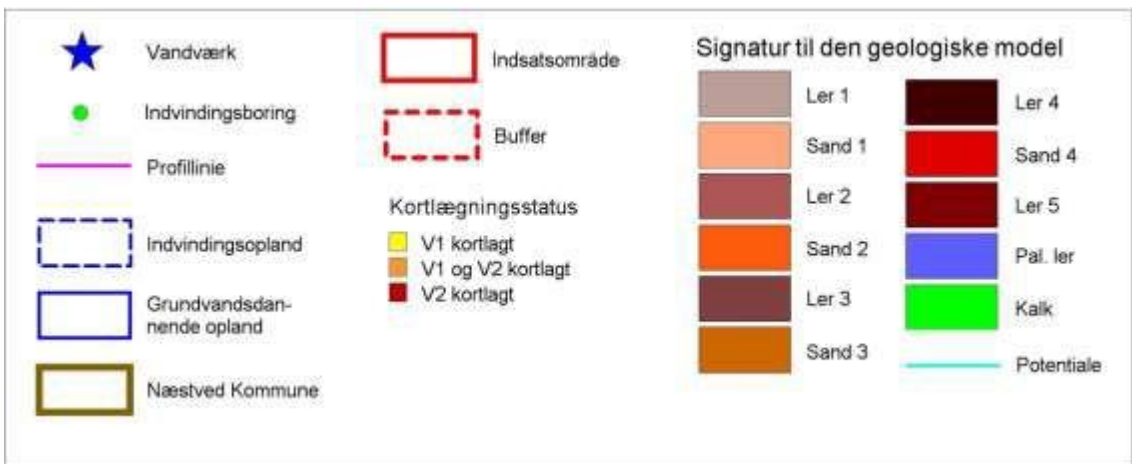 Vandværk
Indvindingsboring
Profillinie
Indvindingsopland
Grundvandsdan-
nende opland
Næstved Kommune
Indsatsområde
Buffer
Kortlægningsstatus
V1 kortlagt
V1 og V2 kortlagt
V2 kortlagt
Signatur til den geologiske model
Ler 1
Sand 1
Ler 2
Sand 2
Ler 3
Sand 3
Ler 4
Sand 4
Ler 5
Pal. ler
Kalk
Potentiale